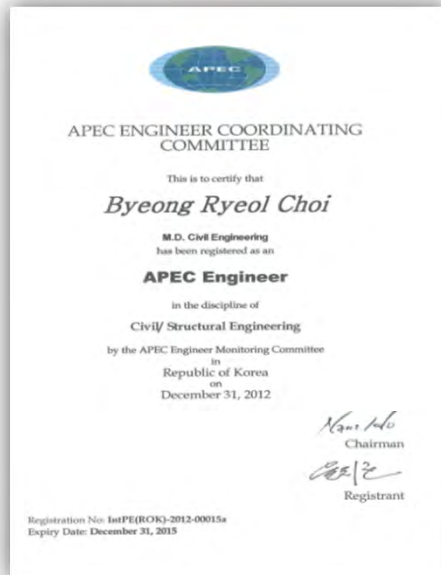 APEC
APEC ENGINEER COORDINATING
COMMITTEE
This is to certify that
Byeong Ryeol Choi
M.D. Civil Engineering
has been registered as an
APEC Engineer
in the discipline of
Civil/ Structural Engineering
by the APEC Engineer Monitoring Committee
in
Republic of Korea
on
December 31, 2012
Chairman
Registrant
Registration No: IntPE(ROK)-2012-00015a
Expiry Date: December 31, 2015